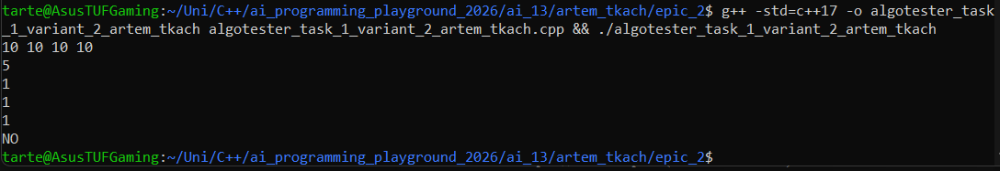 tarte@AsusTUFGaming:~/Uni/C++/ai_programming_playground_2026/ai_13/artem_tkach/epic_2$ g++ -std=c++17 -o algotester_task
_1_variant_2_artem_tkach algotester_task_1_variant_2_artem_tkach.cpp && ./algotester_task_1_variant_2_artem_tkach
10 10 10 10
5
1
1
1
NO
tarte@AsusTUFGaming:~/Uni/C++/ai_programming_playground_2026/ai_13/artem_tkach/epic_2$